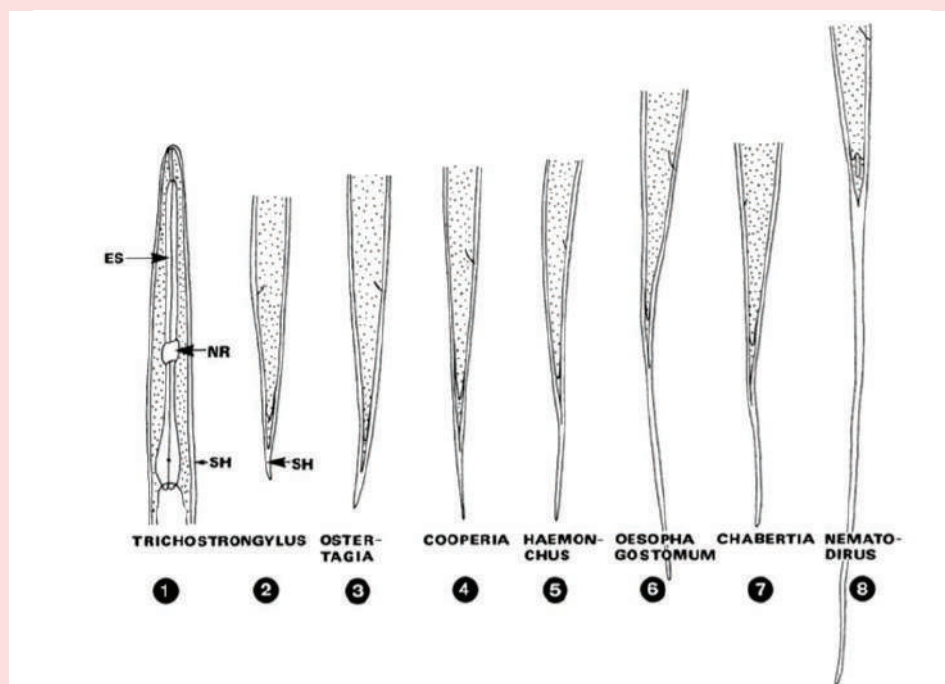 ES
NR
SH
SH
TRICHOSTRONGYLUS
OSTER-
TAGIA
COOPERIA
HAEMON-
CHUS
OESOPHA
GOSTOMUM
CHABERTIA
NEMATO-
DIRUS
1 2 3 4 5 6 7 8